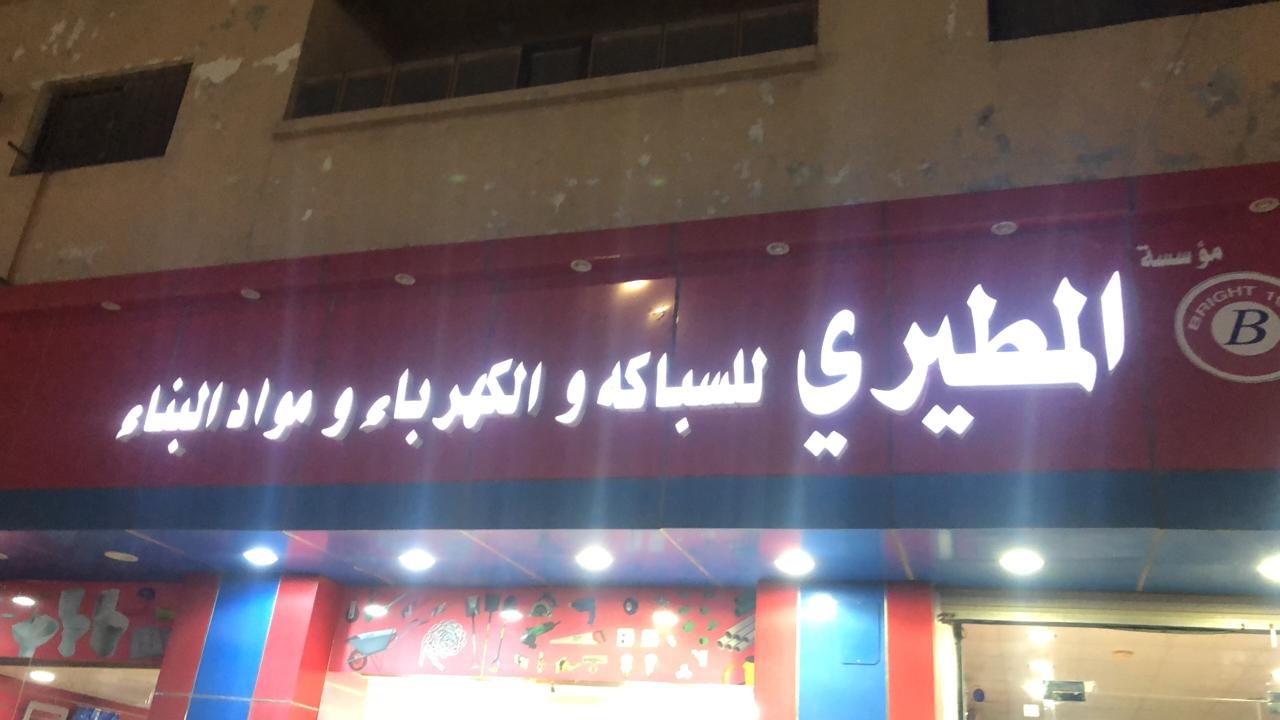 مؤسسة
المطيري للسباكه و الكهرباء و مواد البناء
BRIGHT
B